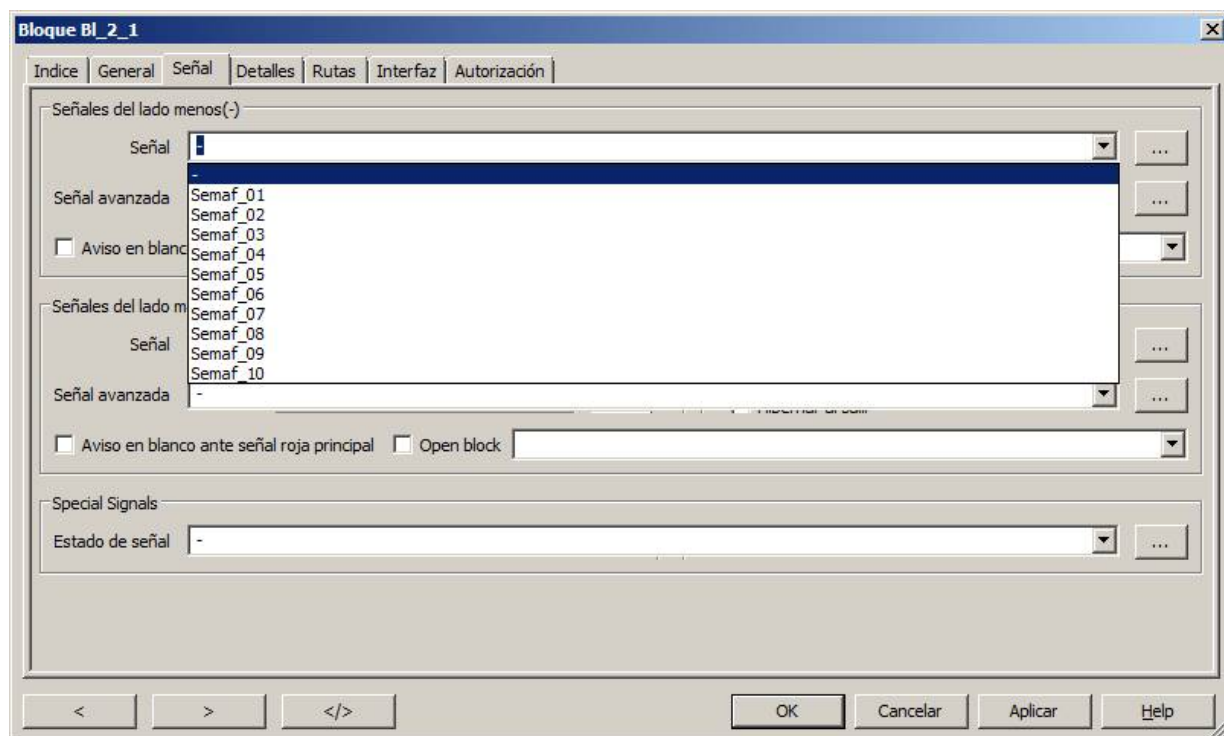 Bloque Bl_2_1
Indice General Señal Detalles Rutas Interfaz Autorización
Señales del lado menos(-)
Señal - ...
-
Señal avanzada ...
Semaf_01
Semaf_02
Semaf_03
Aviso en blanc
Semaf_04
Semaf_05
Semaf_06
Señales del lado m
Semaf_07
Semaf_08
Señal ...
Semaf_09
Semaf_10
Señal avanzada - ...
Aviso en blanco ante señal roja principal Open block
Special Signals
Estado de señal - ...
< > </> OK Cancelar Aplicar Help